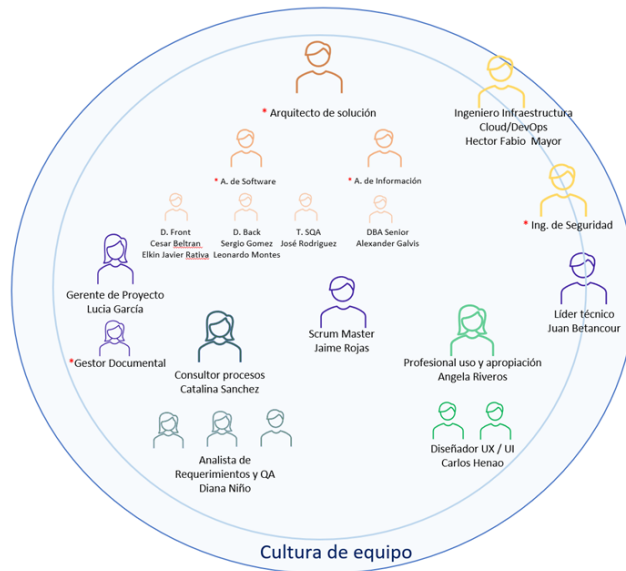 * Arquitecto de solución
Ingeniero Infraestructura
Cloud/DevOps
Hector Fabio Mayor
* A. de Software
* A. de Información
D. Front
Cesar Beltran
Elkin Javier Rativa
D. Back
Sergio Gomez
Leonardo Montes
T. SQA
José Rodriguez
DBA Senior
Alexander Galvis
* Ing. de Seguridad
Gerente de Proyecto
Lucia García
Líder técnico
Juan Betancour
Scrum Master
Jaime Rojas
*Gestor Documental
Consultor procesos
Catalina Sanchez
Profesional uso y apropiación
Angela Riveros
Analista de
Requerimientos y QA
Diana Niño
Diseñador UX / UI
Carlos Henao
Cultura de equipo